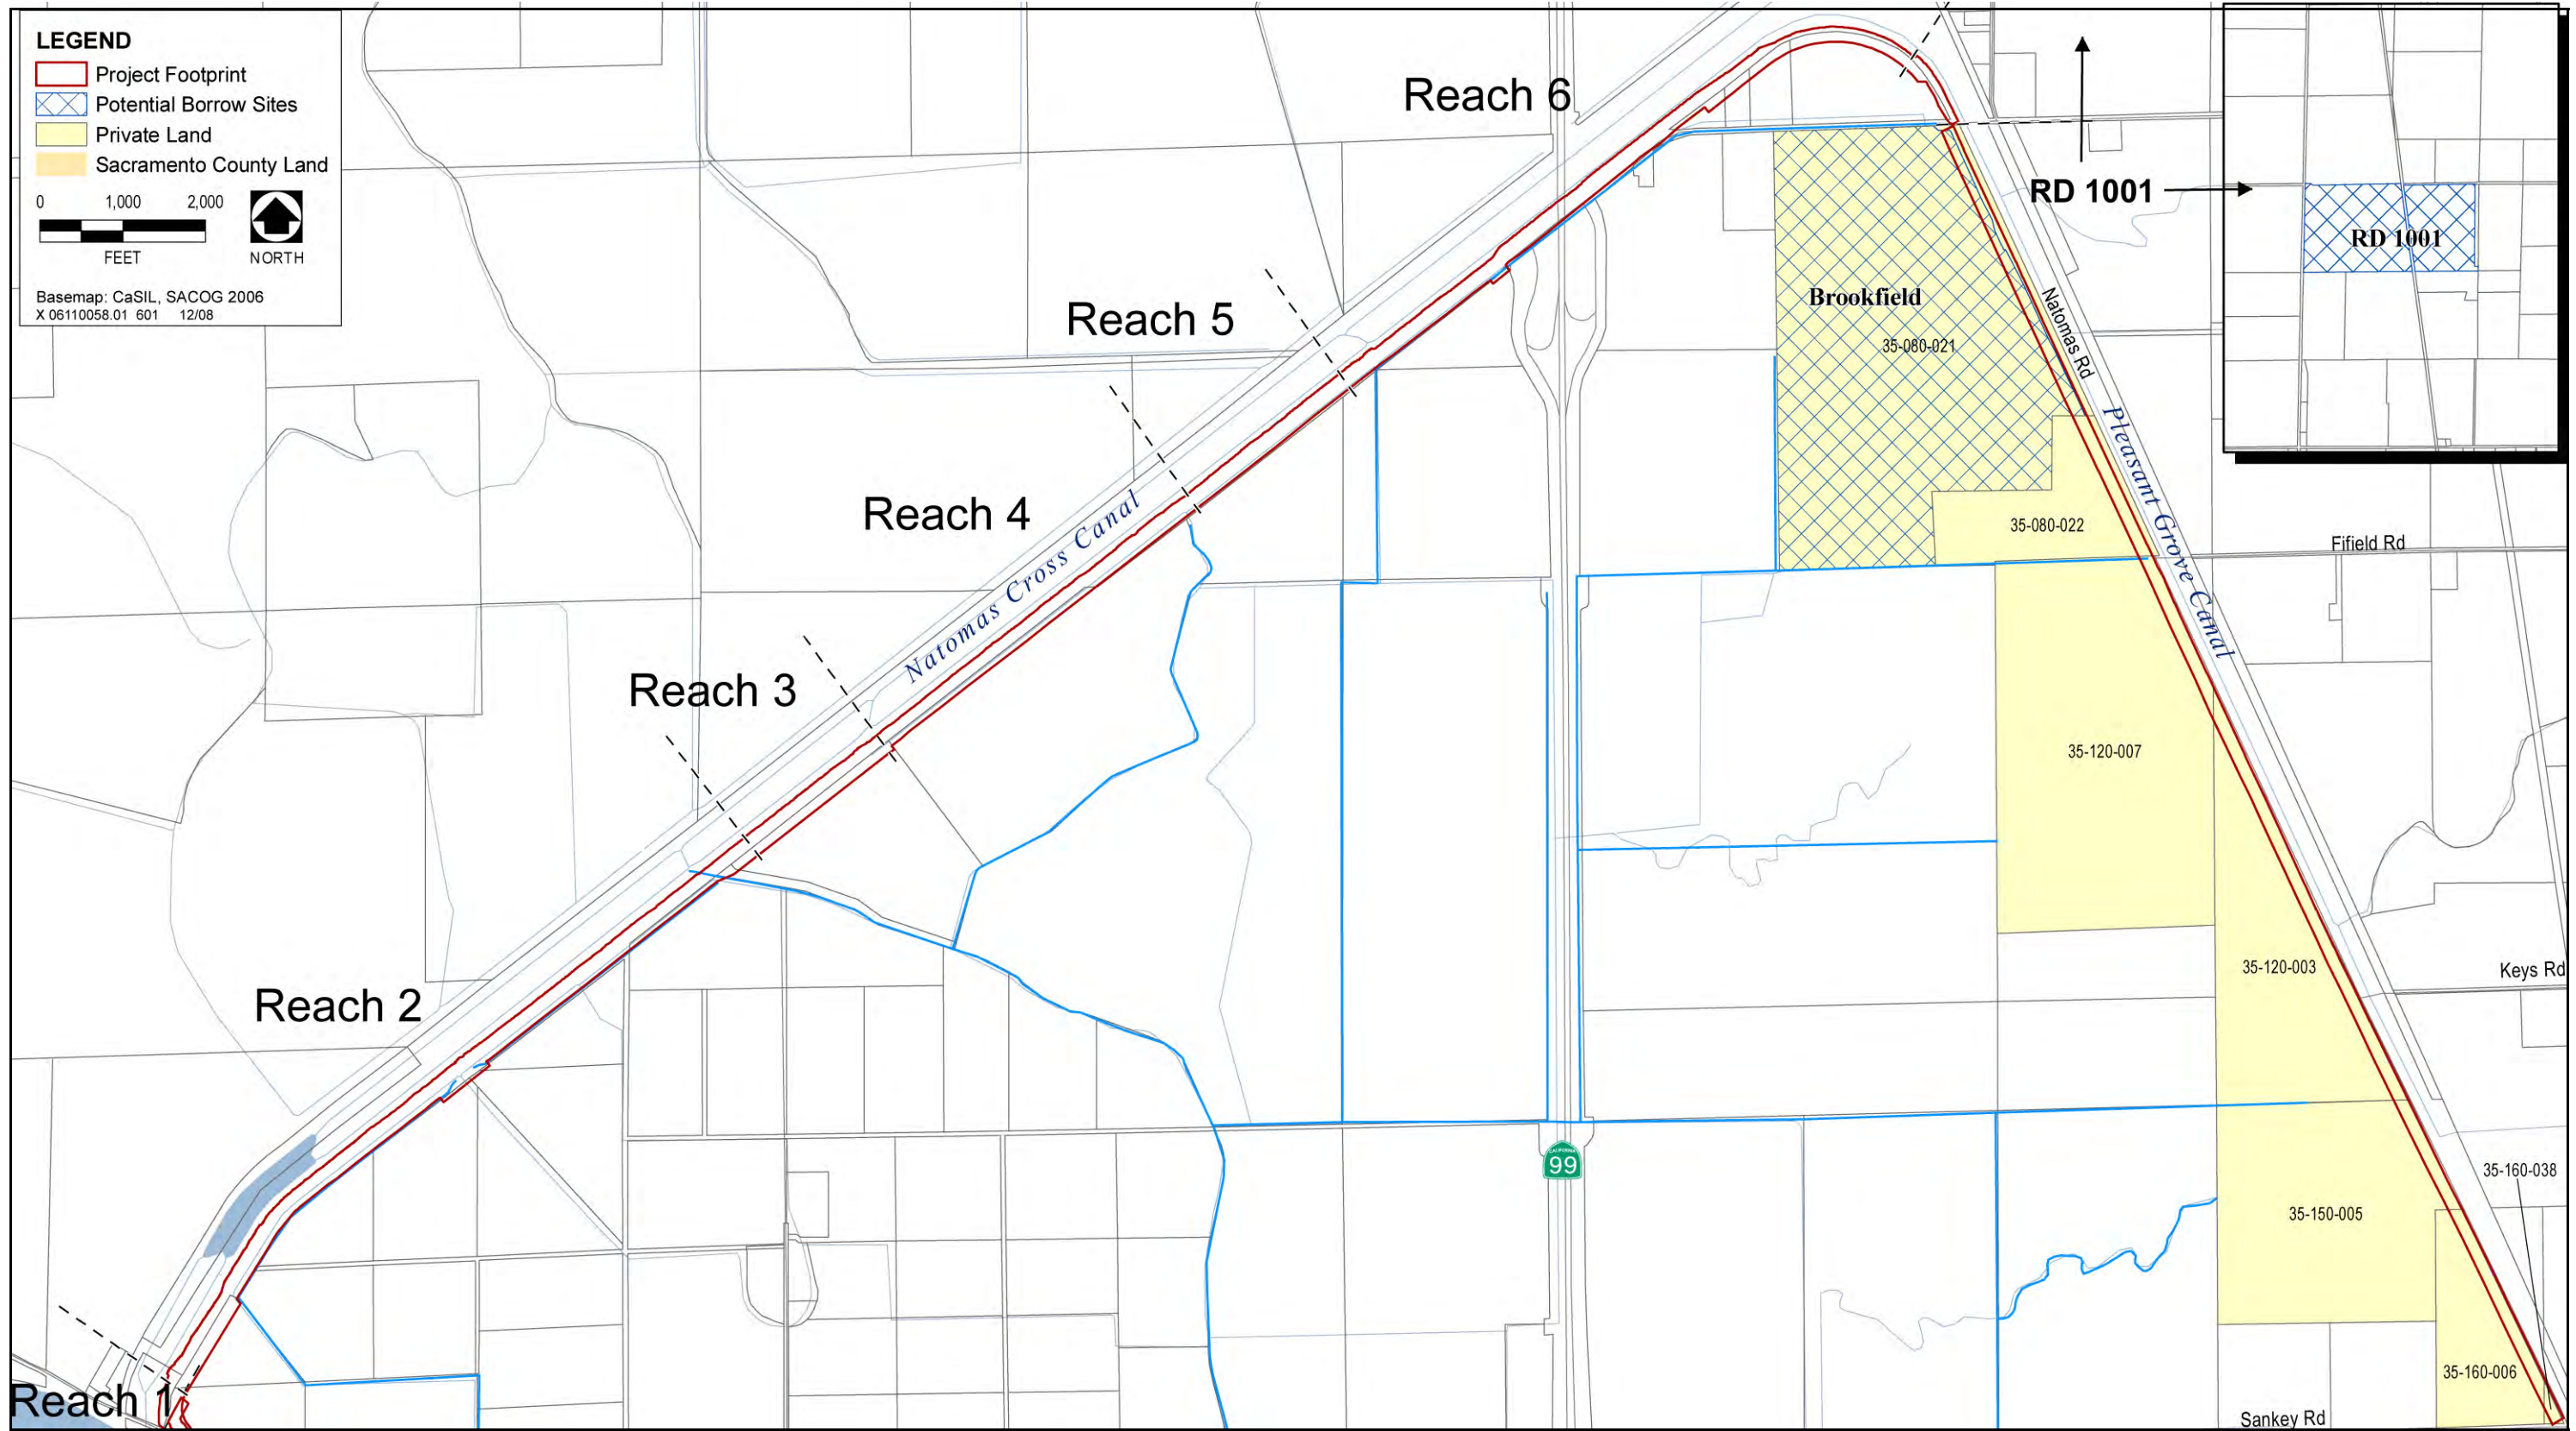 LEGEND
Project Footprint
Potential Borrow Sites
Private Land
Sacramento County Land
0 1,000 2,000
FEET
NORTH
Basemap: CaSIL, SACOG 2006
X 06110058.01 601 12/08
Reach 6
RD 1001
RD 1001
Brookfield
35-080-021
Natomas Rd
Reach 5
Pleasant Grove Canal
Reach 4
Natomas Cross Canal
35-080-022
Fifield Rd
Reach 3
35-120-007
35-120-003
Keys Rd
Reach 2
CALIFORNIA
99
35-160-038
35-150-005
35-160-006
Reach 1
Sankey Rd